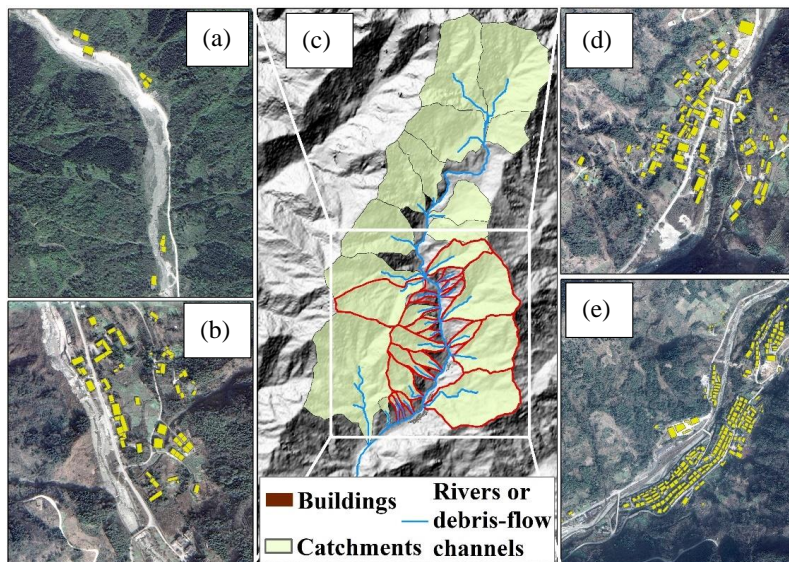 (a)
(b)
(c)
Buildings
Catchments
Rivers or
debris-flow
channels
(d)
(e)